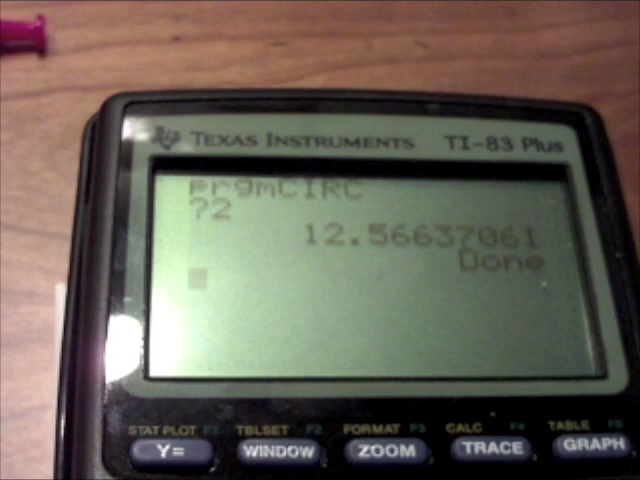 TEXAS INSTRUMENTS TI-83 Plus
prgmCIRC
?2
12.56637061
Done
STAT PLOT F1 TBLSET F2 FORMAT F3 CALC F4 TABLE F5
Y= WINDOW ZOOM TRACE GRAPH